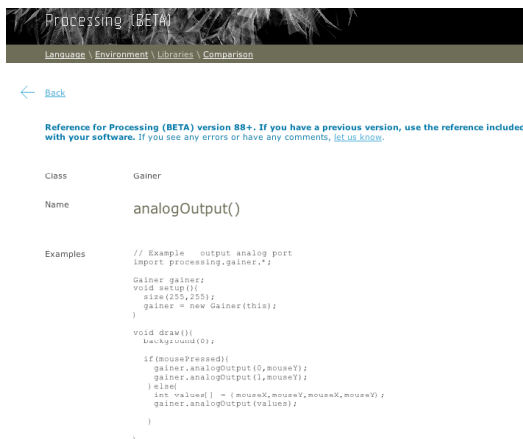 Processing (BETA)
Language \ Environment \ Libraries \ Comparison
Back
Reference for Processing (BETA) version 88+. If you have a previous version, use the reference included
with your software. If you see any errors or have any comments, let us know.
Class Gainer
Name analogOutput()
Examples // Example output analog port
import processing.gainer.*;
Gainer gainer;
void setup(){
size(255,255);
gainer = new Gainer(this);
}
void draw(){
background(0);
if(mousePressed){
gainer.analogOutput(0,mouseY);
gainer.analogOutput(1,mouseY);
}else{
int values[] = {mouseX,mouseY,mouseX,mouseY};
gainer.analogOutput(values);
}
}